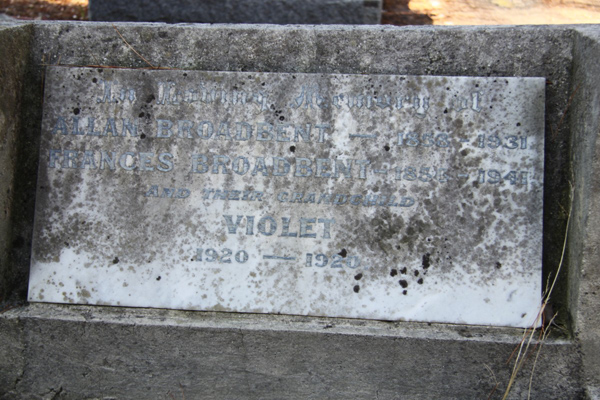 In Loving Memory of
ALLAN BROADBENT — 1931
FRANCES BROADBENT 1941
AND THEIR GRANDCHILD
VIOLET
1920 — 1920